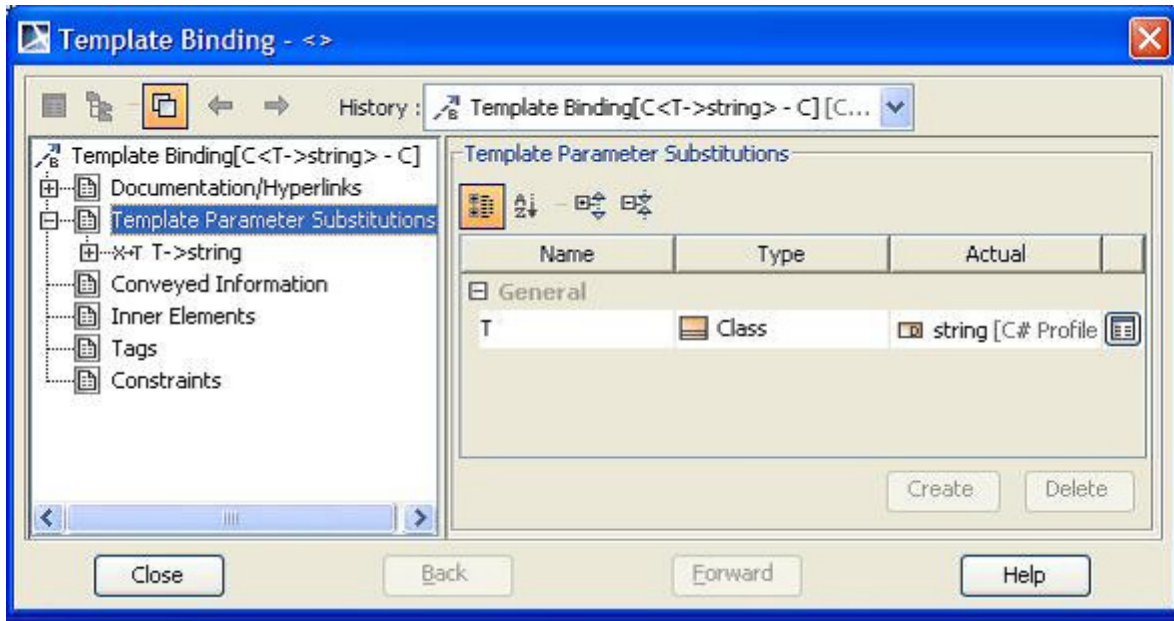 Template Binding - <>
History : Template Binding[C<T->string> - C] [C...
Template Binding[C<T->string> - C]
Documentation/Hyperlinks
Template Parameter Substitutions
T->string
Conveyed Information
Inner Elements
Tags
Constraints
Template Parameter Substitutions
Name Type Actual
General
T Class string [C# Profile
Create Delete
Close Back Forward Help